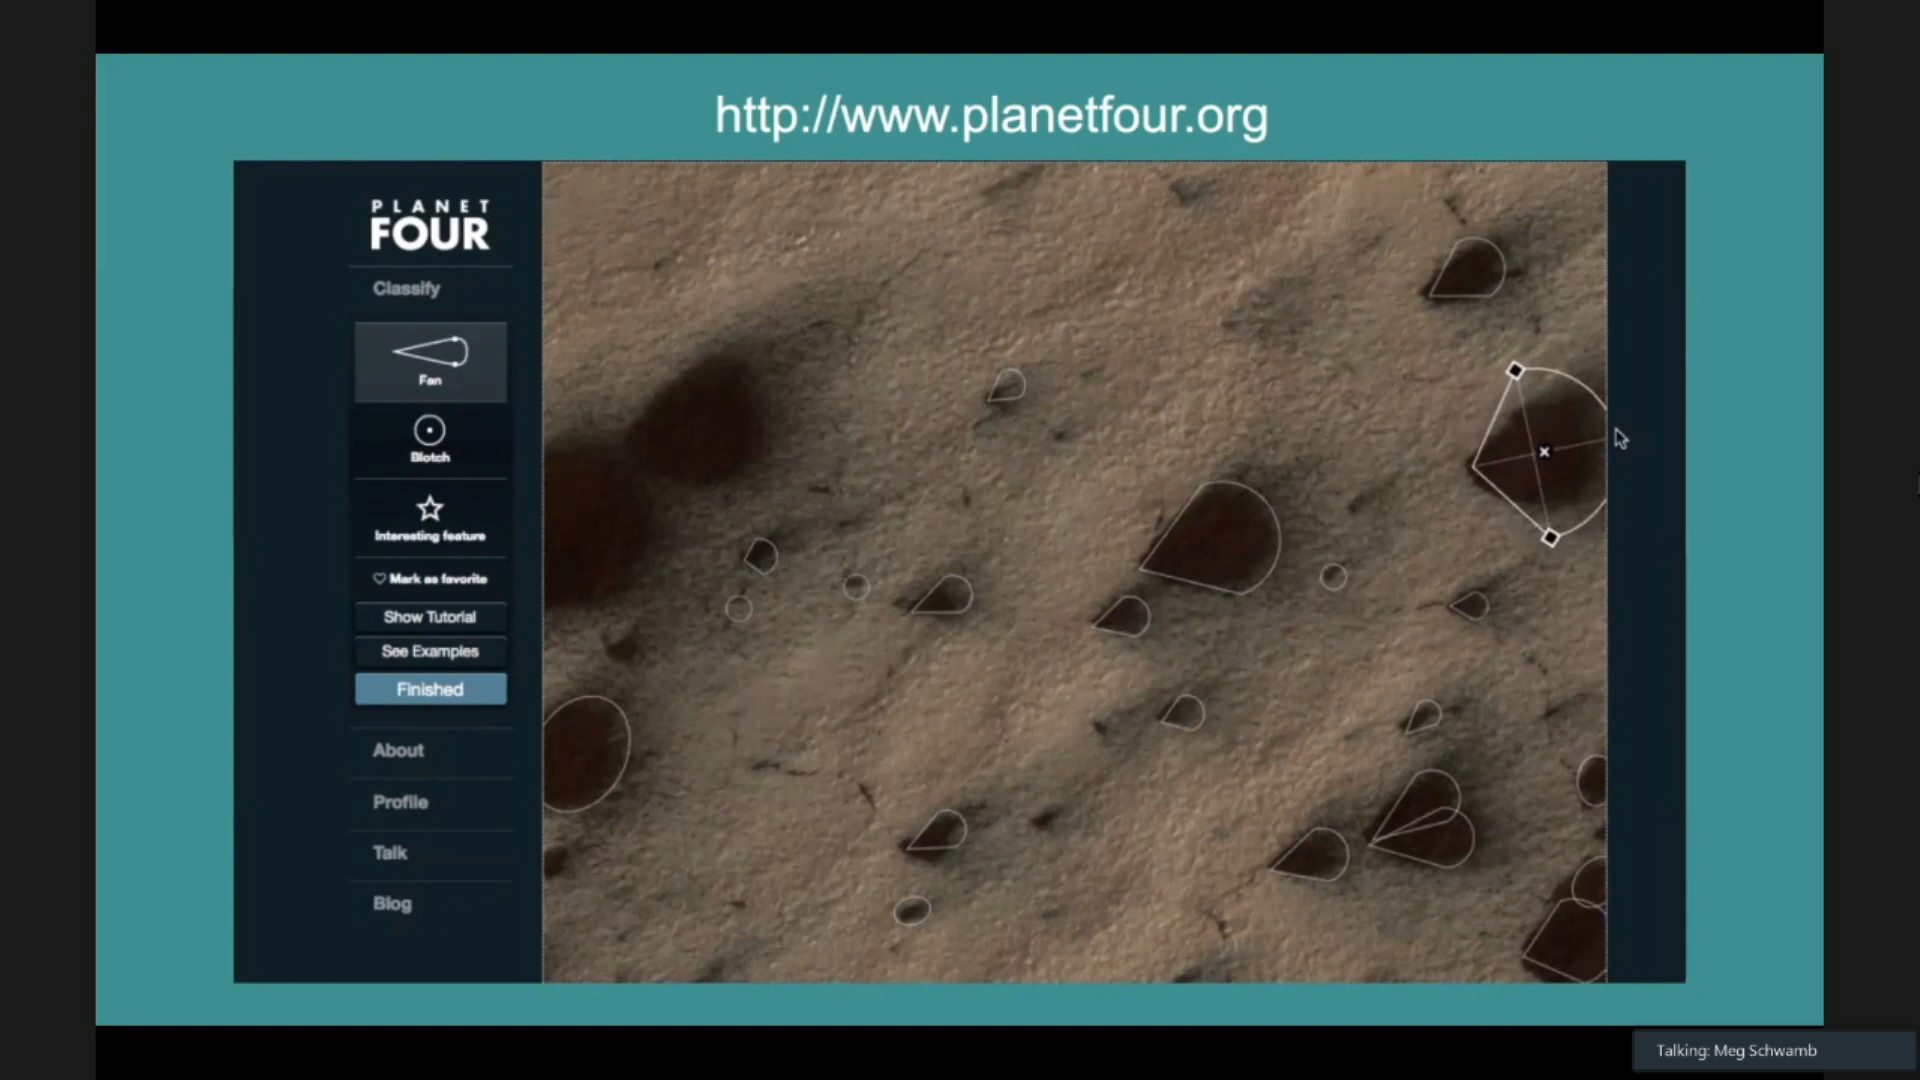 http://www.planetfour.org
PLANET
FOUR
Classify
Fan
Blotch
Interesting feature
Mark as favorite
Show Tutorial
See Examples
Finished
About
Profile
Talk
Blog
Talking: Meg Schwamb